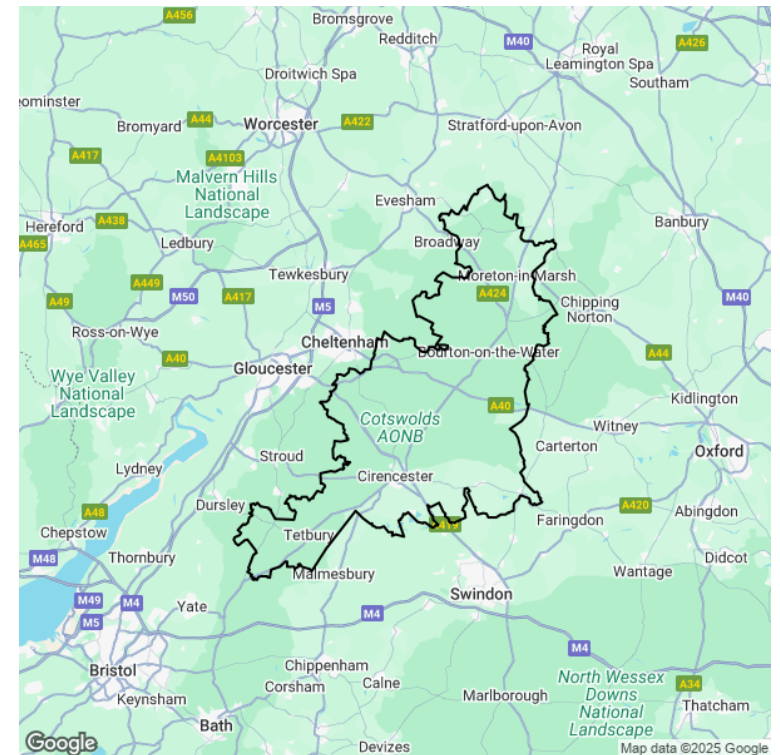 A456
Bromsgrove
Redditch
M40
Royal
Leamington Spa
A426
Droitwich Spa
Southam
eominster
A44
Bromyard
Worcester
A422
Stratford-upon-Avon
A417
A4103
Malvern Hills
National
Landscape
Evesham
Banbury
Hereford
A438
A465
Ledbury
Broadway
Tewkesbury
Moreton-in-Marsh
A449
M50
A417
A424
M40
A49
M5
Chipping
Norton
Ross-on-Wye
Cheltenham
A40
Gloucester
Bourton-on-the-Water
A44
Wye Valley
National
Landscape
Kidlington
A40
Cotswolds
AONB
Witney
Carterton
Oxford
Stroud
Lydney
Cirencester
A48
Dursley
A420
Abingdon
Chepstow
A419
Faringdon
Tetbury
M48
Thornbury
Didcot
Malmesbury
Wantage
M49
M4
Yate
Swindon
M5
M4
M4
Bristol
Chippenham
Keynsham
Corsham
Calne
Marlborough
North Wessex
Downs
National
Landscape
A34
Thatcham
Bath
Devizes
Google
Map data ©2025 Google